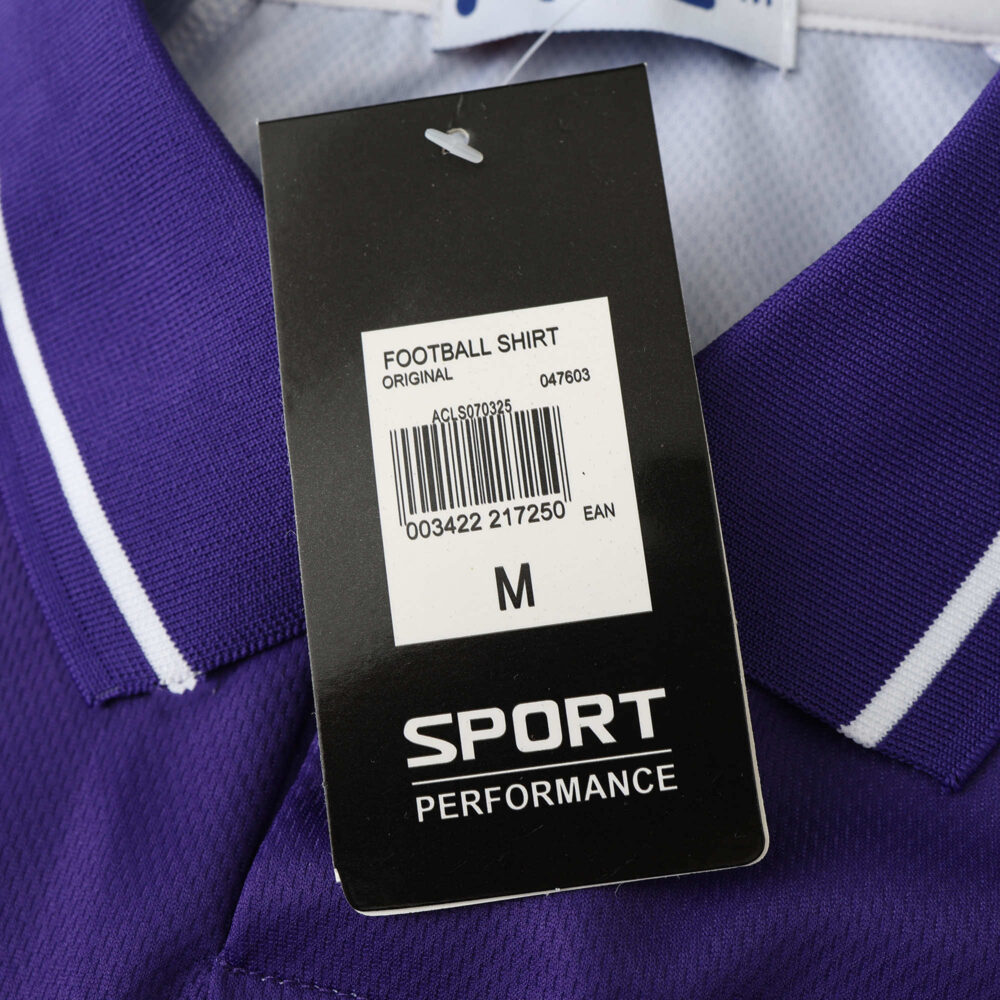 FOOTBALL SHIRT
ORIGINAL 047603
ACLS070325
003422 217250 EAN
M
SPORT
PERFORMANCE